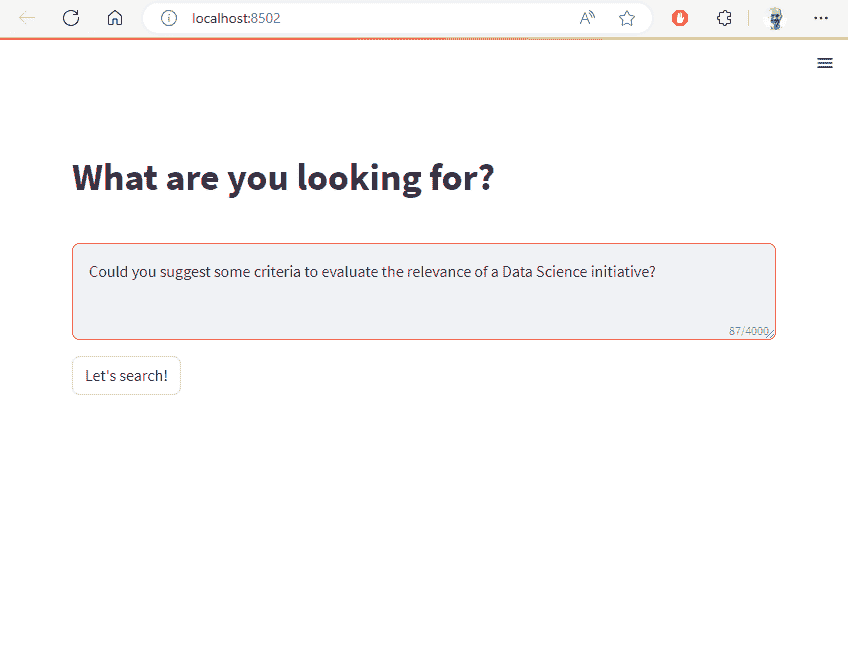 localhost:8502
What are you looking for?
Could you suggest some criteria to evaluate the relevance of a Data Science initiative?
87/4000
Let's search!